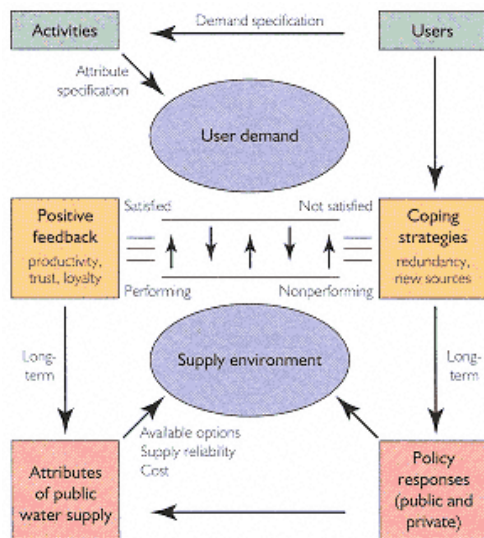 Activities
Demand specification
Users
Attribute
specification
User demand
Positive
feedback
productivity,
trust, loyalty
Satisfied
Not satisfied
Performing
Nonperforming
Coping
strategies
redundancy,
new sources
Long-
term
Supply environment
Long-
term
Available options
Supply reliability
Cost
Attributes
of public
water supply
Policy
responses
(public and
private)